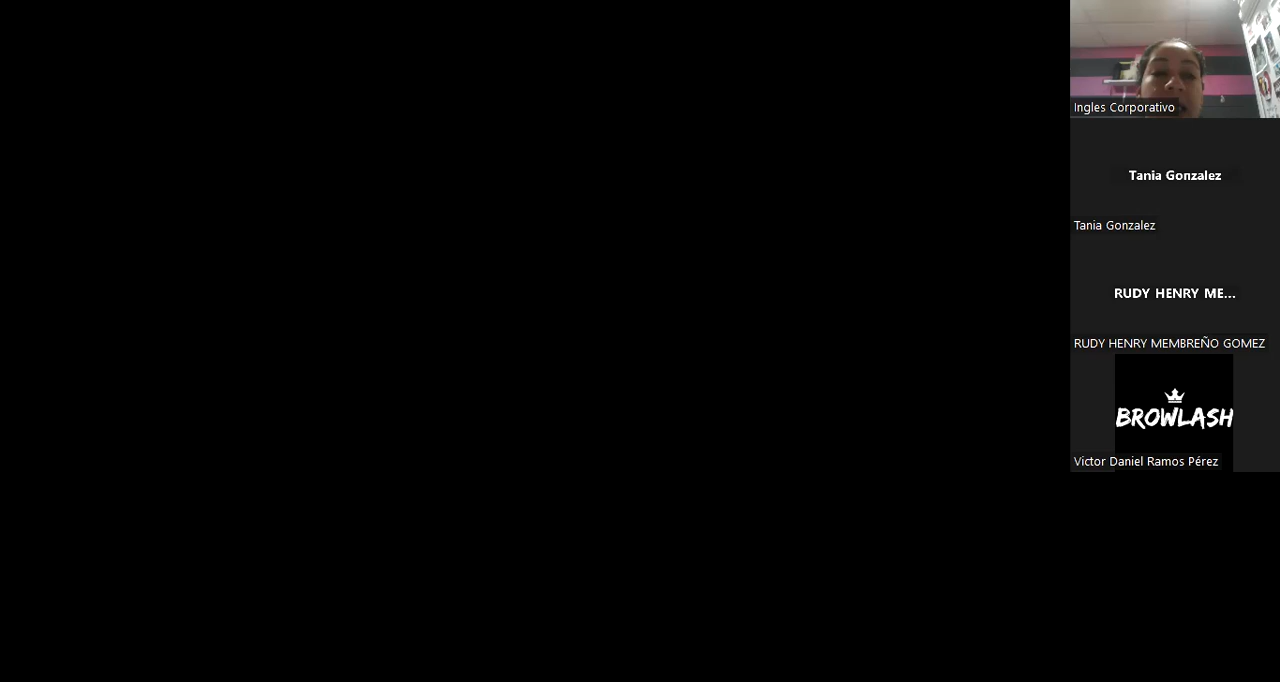 Ingles Corporativo
Tania Gonzalez
Tania Gonzalez
RUDY HENRY ME...
RUDY HENRY MEMBREÑO GOMEZ
BROWLASH
Victor Daniel Ramos Pérez